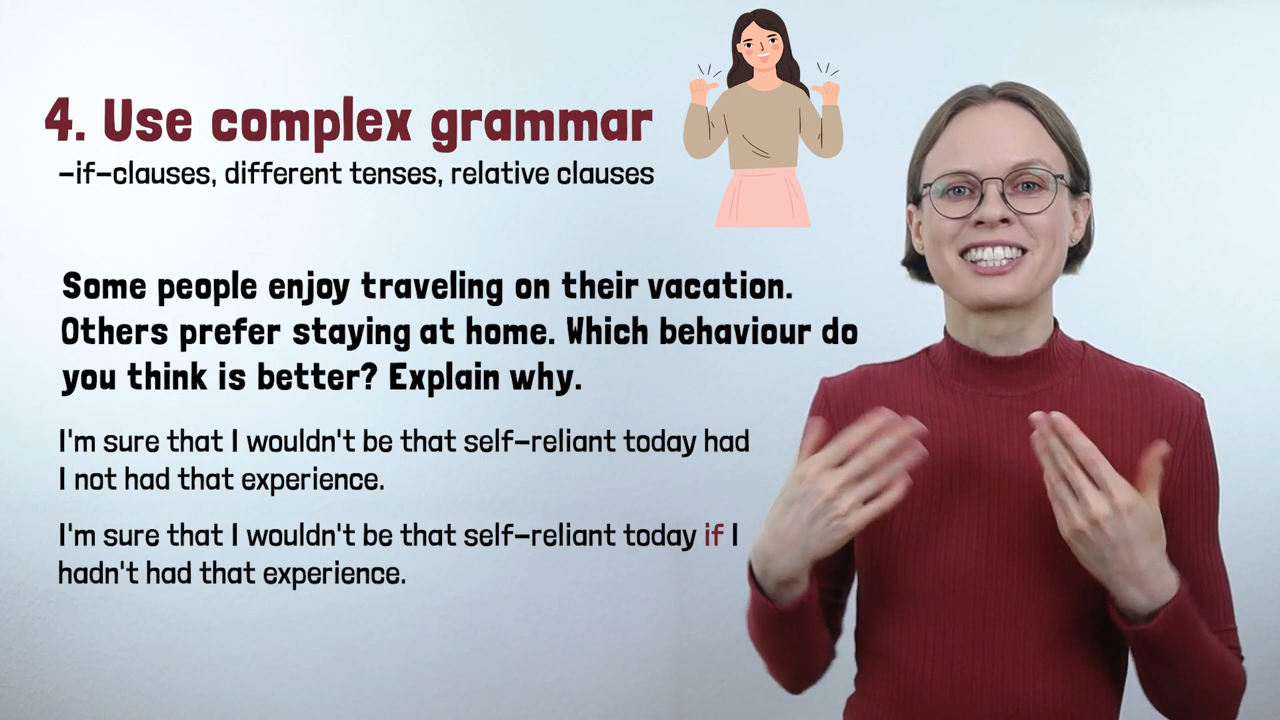 4. Use complex grammar
-if-clauses, different tenses, relative clauses
Some people enjoy traveling on their vacation.
Others prefer staying at home. Which behaviour do
you think is better? Explain why.
I'm sure that I wouldn't be that self-reliant today had
I not had that experience.
I'm sure that I wouldn't be that self-reliant today if I
hadn't had that experience.